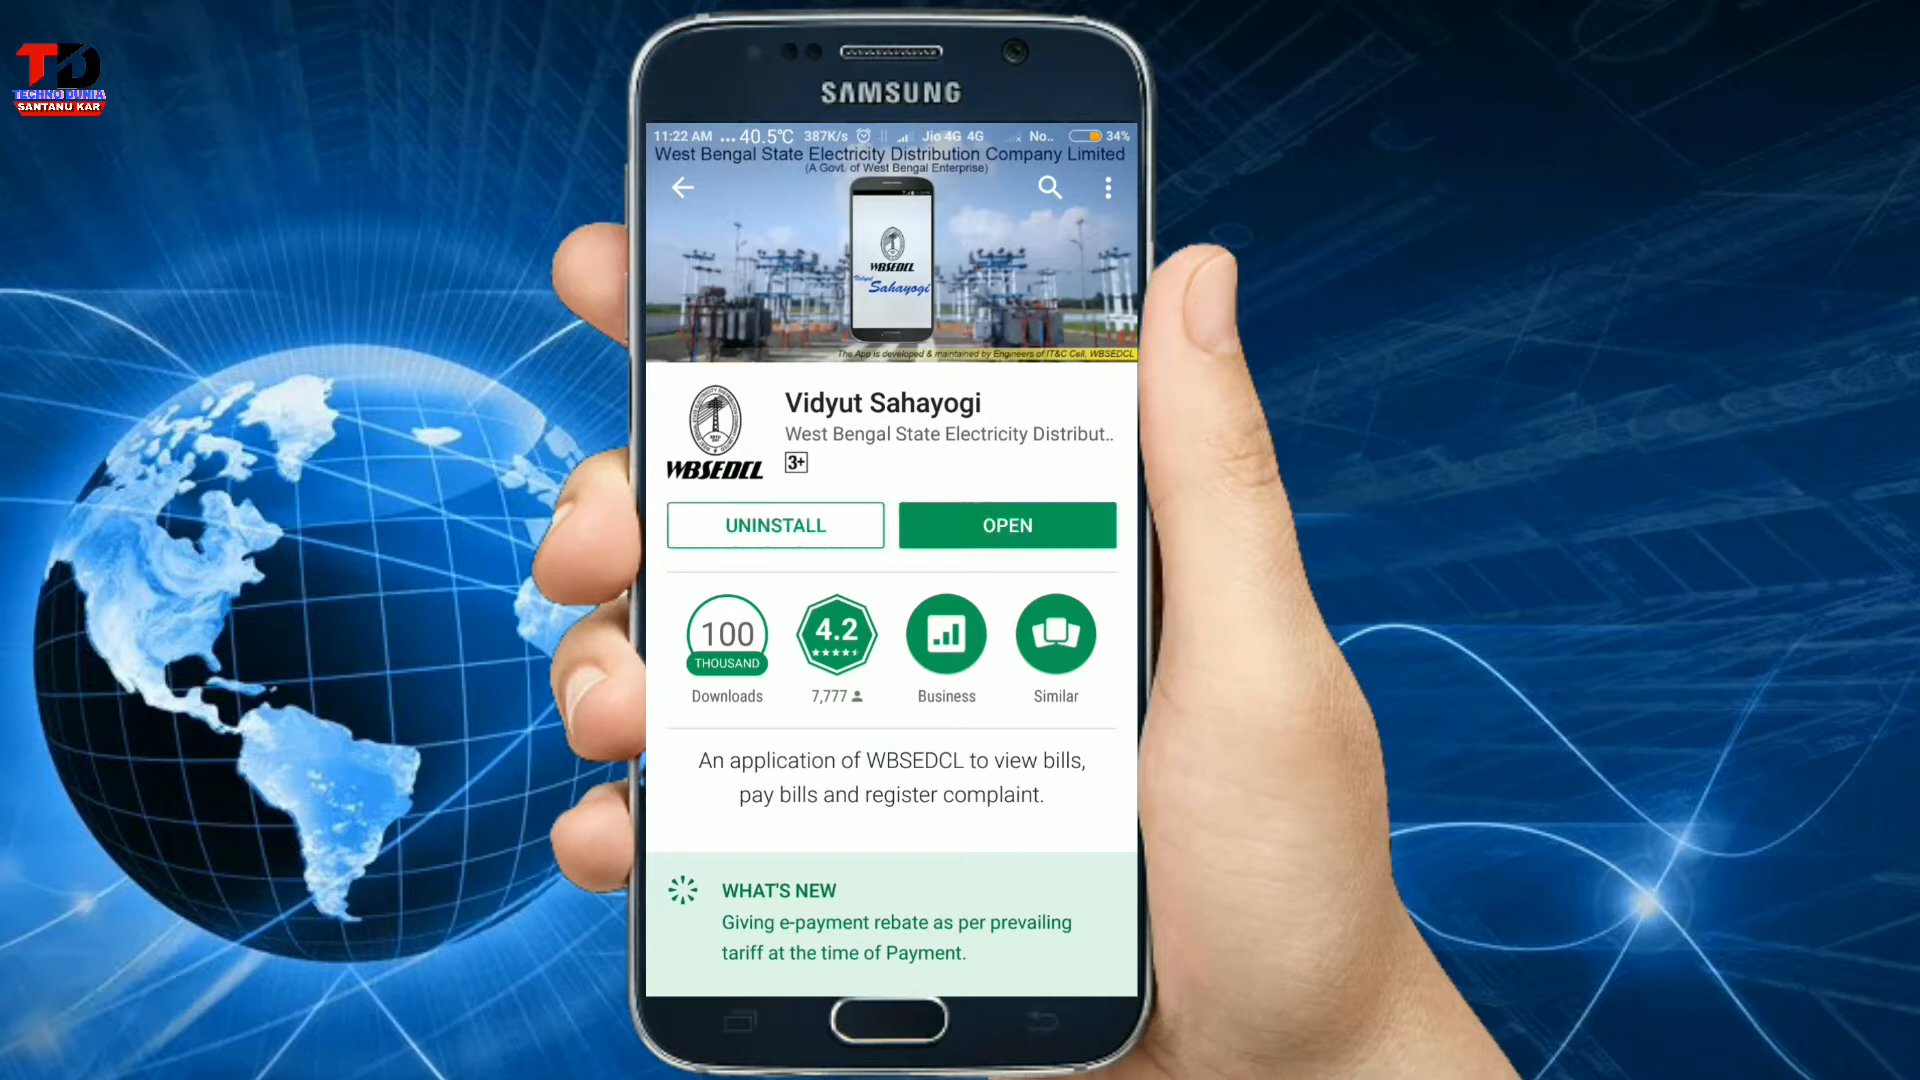 TD
TECHNO DUNIA
SANTANU KAR
SAMSUNG
11:22 AM ... 40.5°C 387K/s Jio 4G 4G No.. 34%
West Bengal State Electricity Distribution Company Limited
(A Govt. of West Bengal Enterprise)
WBSEDCL
Vidyut
Sahayogi
The App is developed & maintained by Engineers of IT&C Cell, WBSEDCL
WBSEDCL
Vidyut Sahayogi
West Bengal State Electricity Distribut..
3+
UNINSTALL
OPEN
100
THOUSAND
4.2
Downloads
7,777
Business
Similar
An application of WBSEDCL to view bills,
pay bills and register complaint.
WHAT'S NEW
Giving e-payment rebate as per prevailing
tariff at the time of Payment.